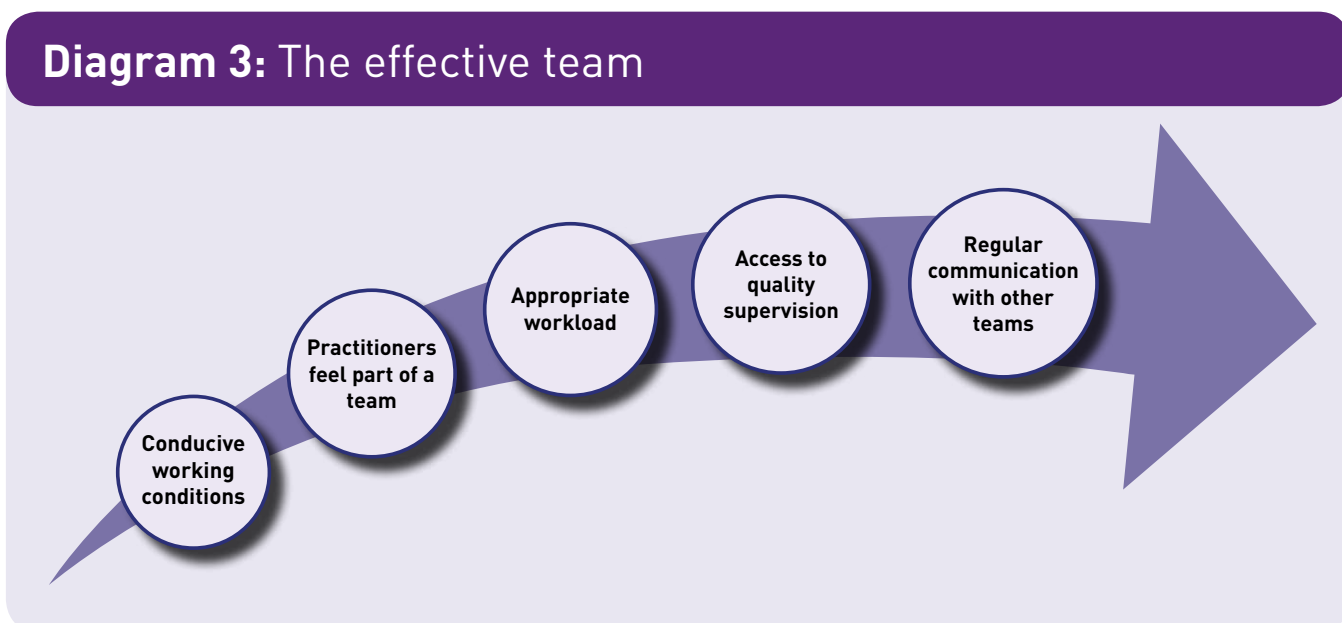 Diagram 3: The effective team
Conducive
working
conditions
Practitioners
feel part of a
team
Appropriate
workload
Access to
quality
supervision
Regular
communication
with other
teams